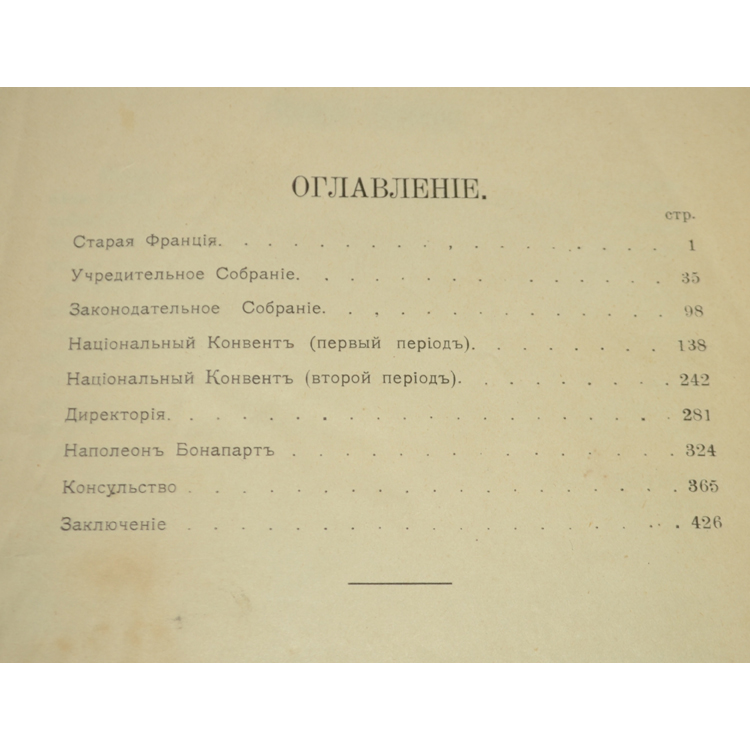 ОГЛАВЛЕНІЕ.
стр.
Старая Франція. . . . . . . . . . . . . . . . . 1
Учредительное Собраніе. . . . . . . . . . . . . 35
Законодательное Собраніе. . . . . . . . . . . . 98
Національный Конвентъ (первый періодъ). . . . . . . 138
Національный Конвентъ (второй періодъ). . . . . . . 242
Директорія. . . . . . . . . . . . . . . . . . . 281
Наполеонъ Бонапартъ . . . . . . . . . . . . . . 324
Консульство . . . . . . . . . . . . . . . . . . 365
Заключеніе . . . . . . . . . . . . . . . . . . 426